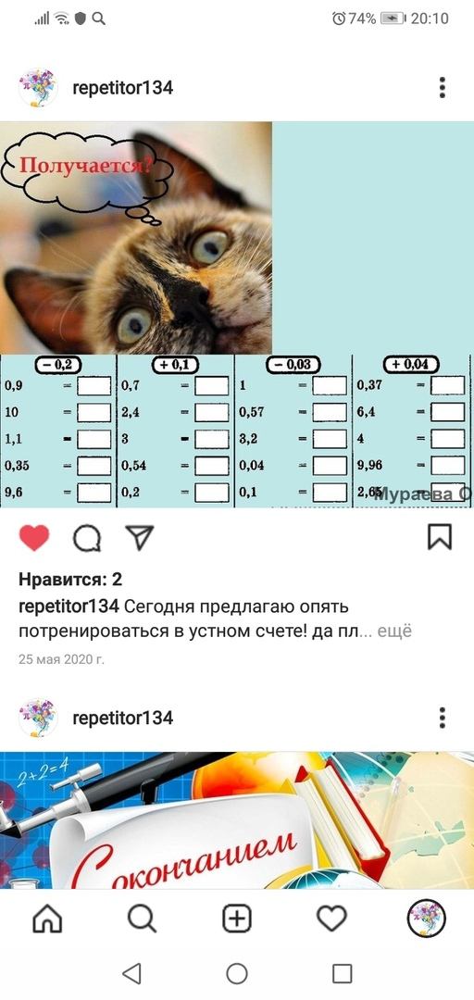 74% 20:10
repetitor134
Получается?
− 0,2 + 0,1 − 0,03 + 0,04
0,9 = 0,7 = 1 = 0,37 =
10 = 2,4 = 0,57 = 6,4 =
1,1 = 3 = 3,2 = 4 =
0,35 = 0,54 = 0,04 = 9,96 =
9,6 = 0,2 = 0,1 = 2,65 =
Мураева О
Нравится: 2
repetitor134 Сегодня предлагаю опять
потренироваться в устном счете! да пл... ещё
25 мая 2020 г.
repetitor134
2+2=4
С окончанием